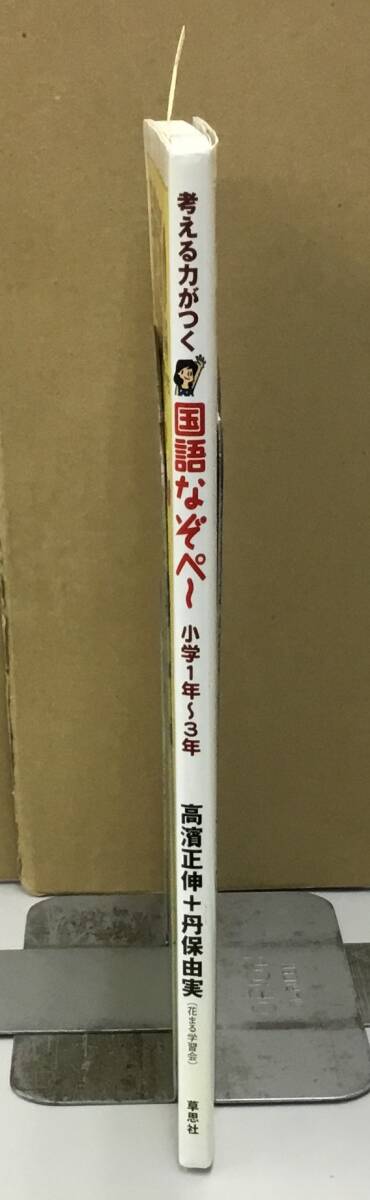 考える力がつく
国語なぞぺ～
小学1年～3年
高濱正伸+丹保由実
(花まる学習会)
草思社